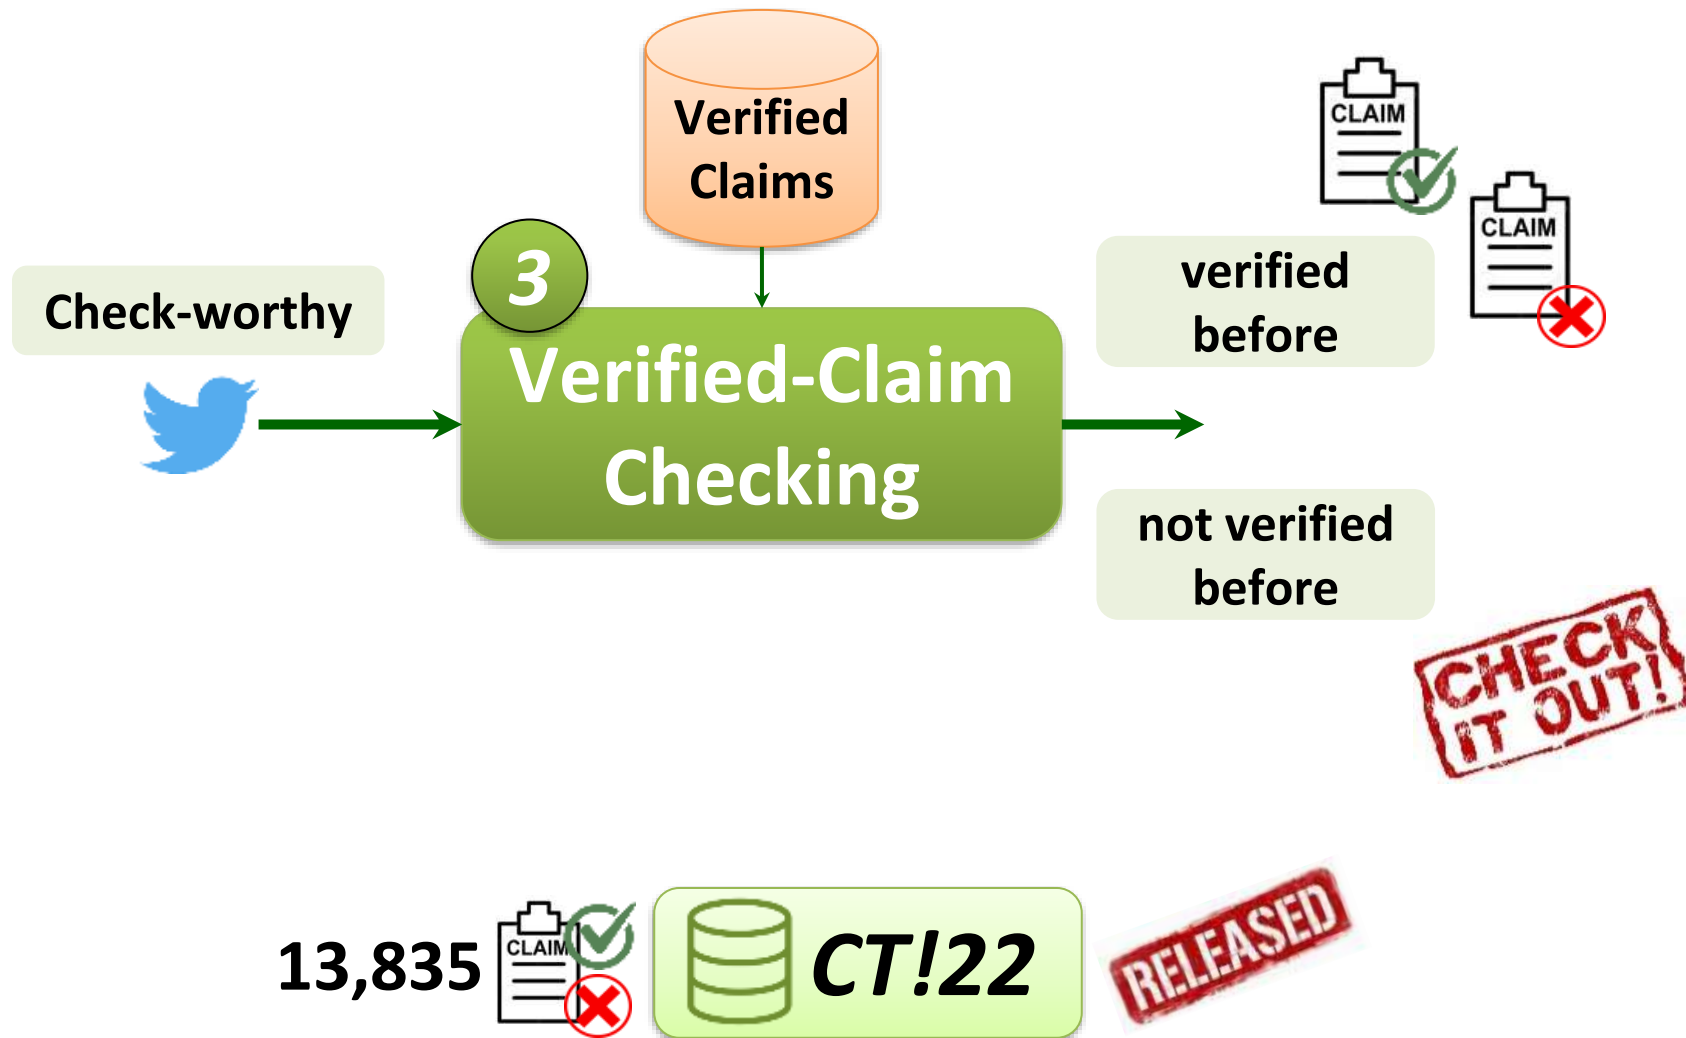 Verified
Claims
CLAIM
CLAIM
3
Check-worthy
Verified-Claim
Checking
verified
before
not verified
before
CHECK
IT OUT!
13,835
CLAIM
CT!22
RELEASED